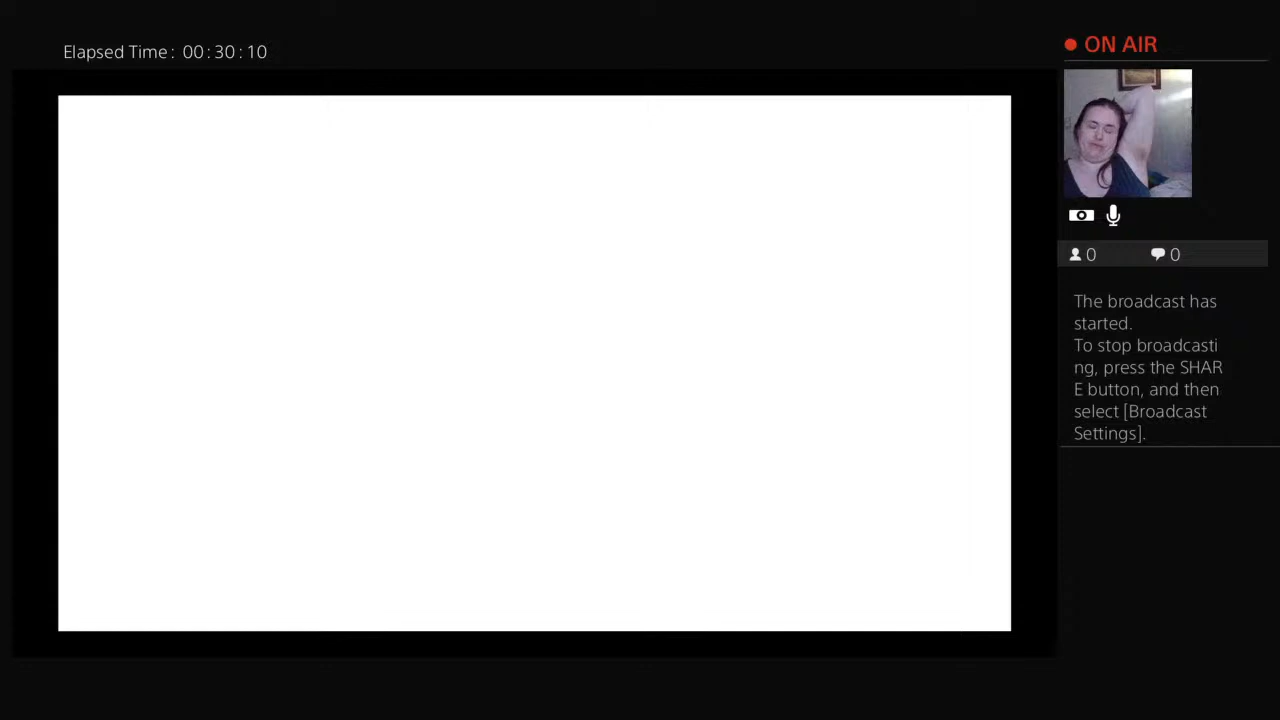 Elapsed Time: 00:30:10
ON AIR
0 0
The broadcast has
started.
To stop broadcasti
ng, press the SHAR
E button, and then
select [Broadcast
Settings].